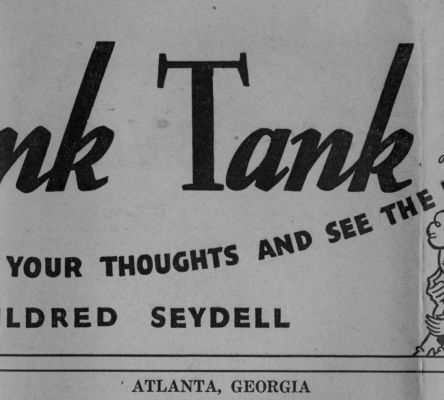 nk Tank
YOUR THOUGHTS AND SEE THE
LDRED SEYDELL
ATLANTA, GEORGIA